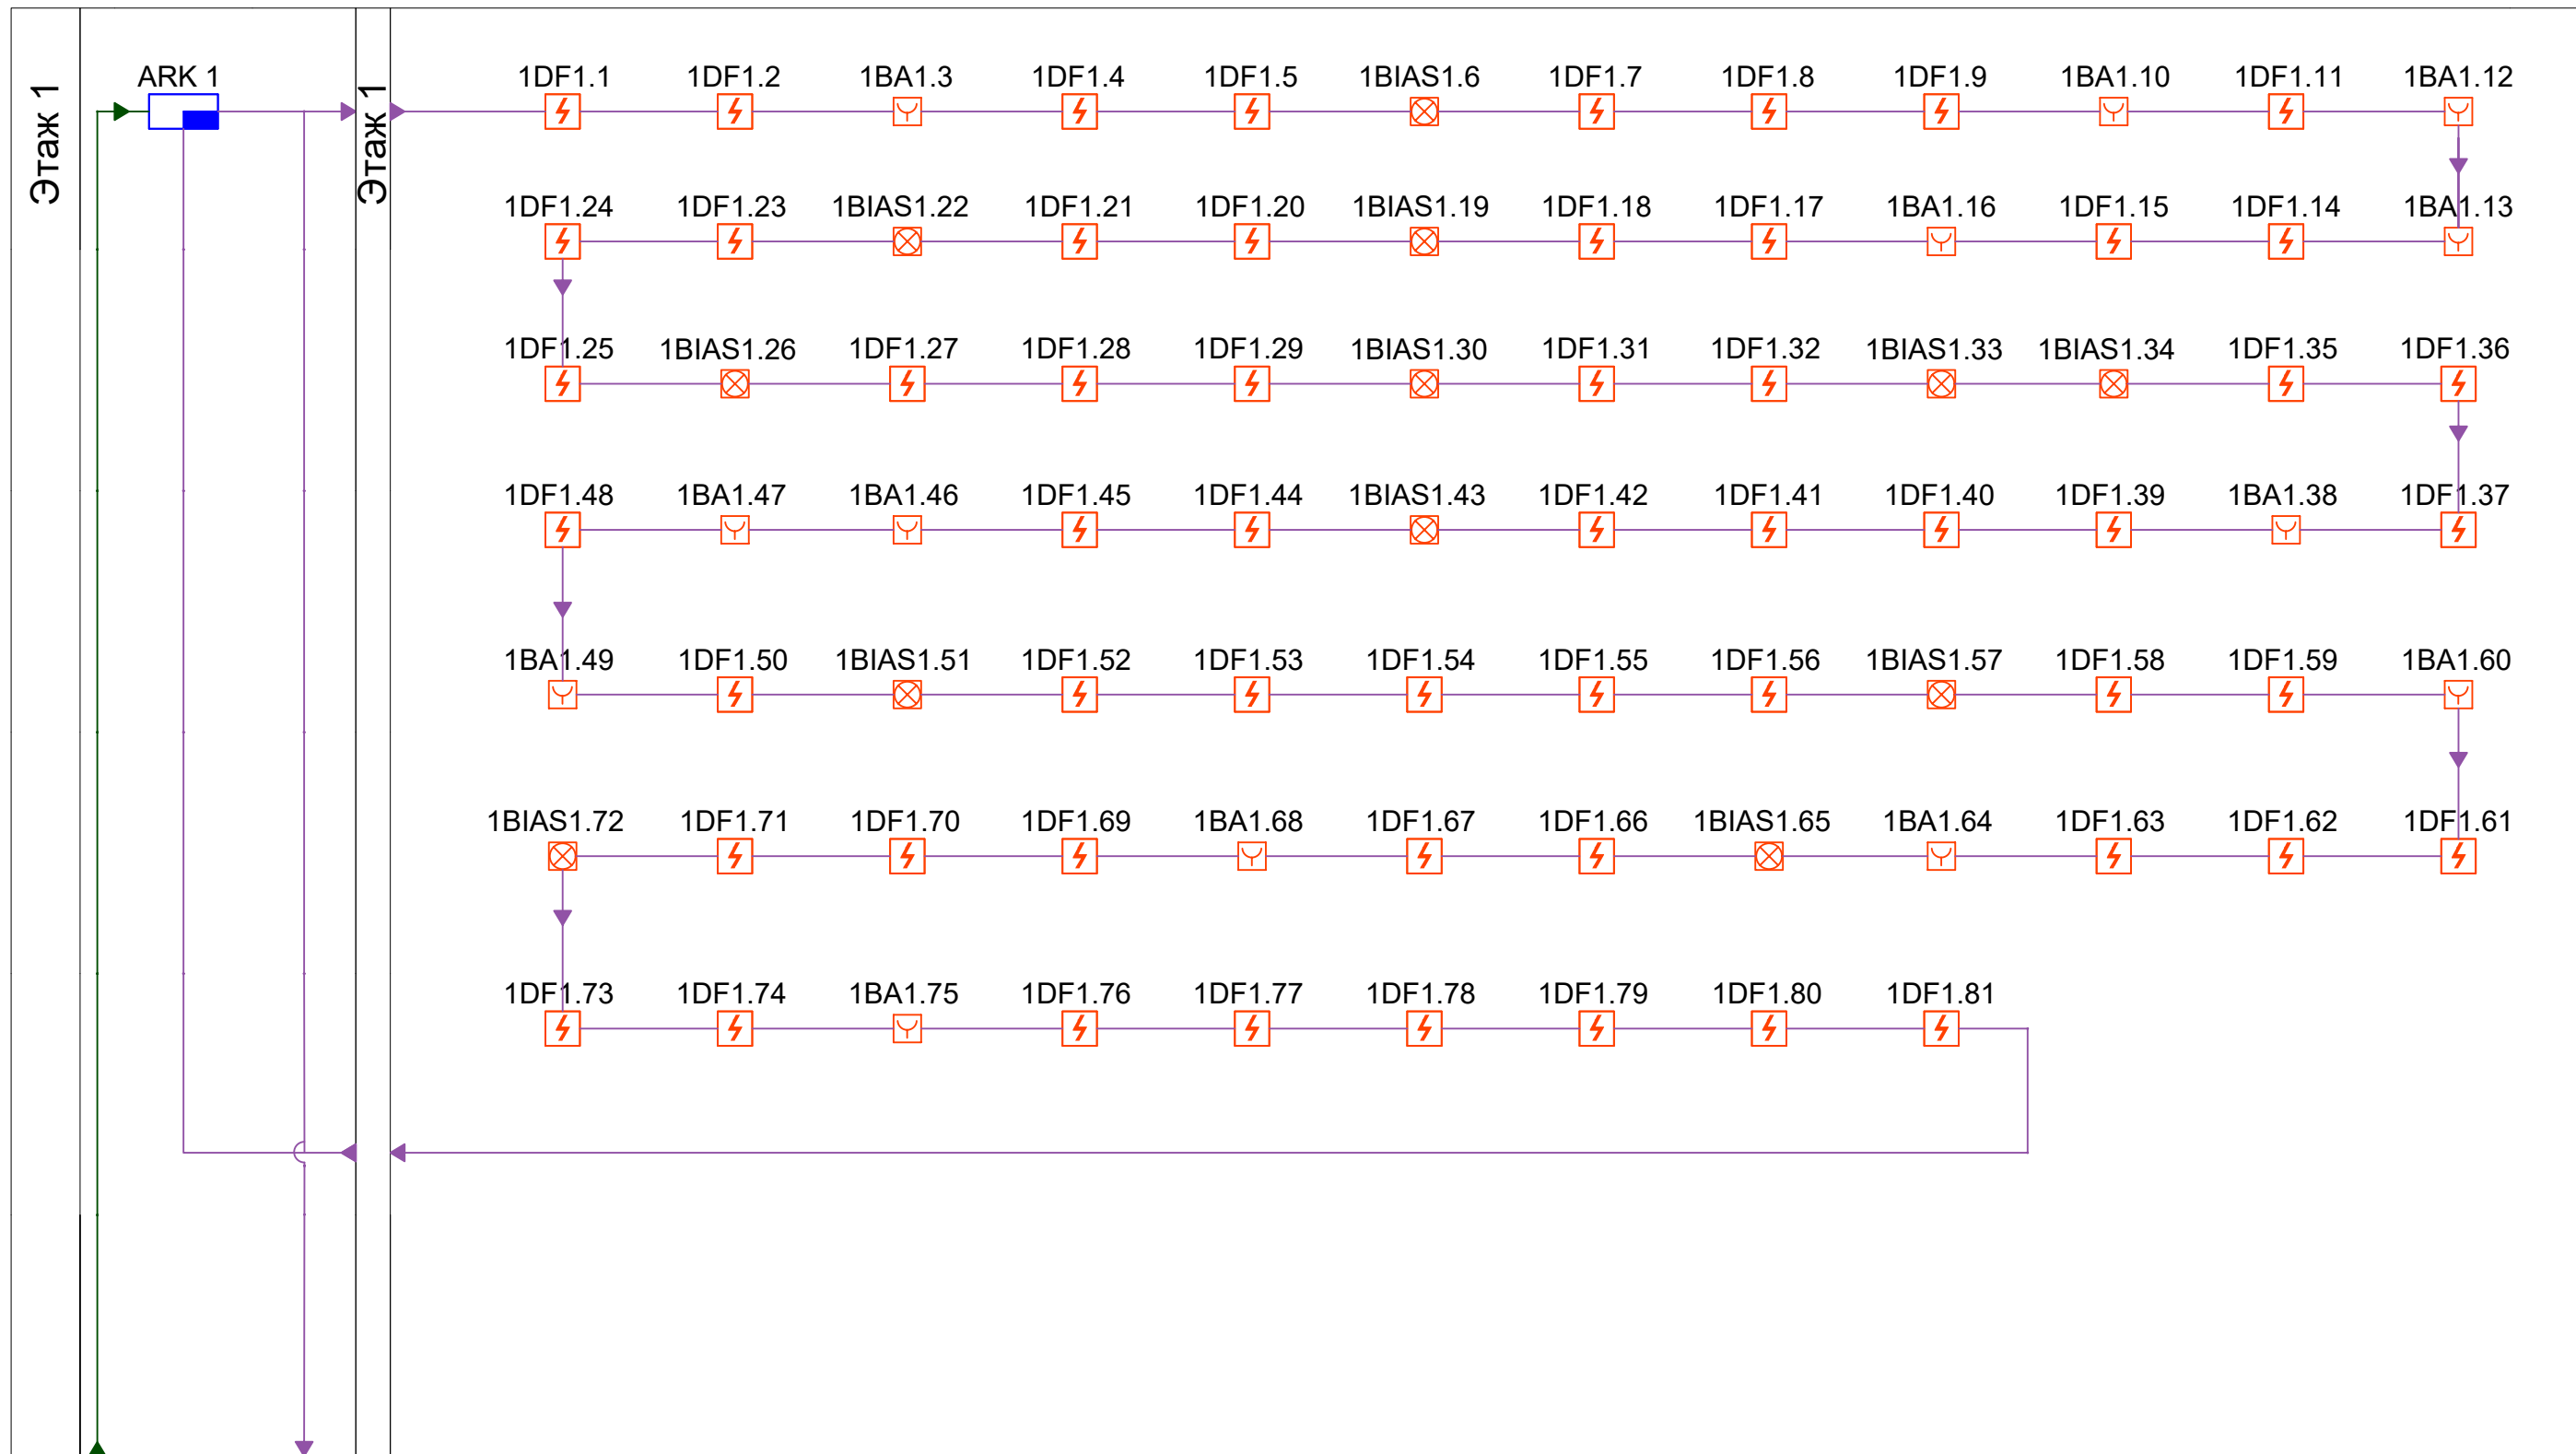 Этаж 1
ARK 1
Этаж 1
1DF1.1 1DF1.2 1BA1.3 1DF1.4 1DF1.5 1BIAS1.6 1DF1.7 1DF1.8 1DF1.9 1BA1.10 1DF1.11 1BA1.12
1DF1.24 1DF1.23 1BIAS1.22 1DF1.21 1DF1.20 1BIAS1.19 1DF1.18 1DF1.17 1BA1.16 1DF1.15 1DF1.14 1BA1.13
1DF1.25 1BIAS1.26 1DF1.27 1DF1.28 1DF1.29 1BIAS1.30 1DF1.31 1DF1.32 1BIAS1.33 1BIAS1.34 1DF1.35 1DF1.36
1DF1.48 1BA1.47 1BA1.46 1DF1.45 1DF1.44 1BIAS1.43 1DF1.42 1DF1.41 1DF1.40 1DF1.39 1BA1.38 1DF1.37
1BA1.49 1DF1.50 1BIAS1.51 1DF1.52 1DF1.53 1DF1.54 1DF1.55 1DF1.56 1BIAS1.57 1DF1.58 1DF1.59 1BA1.60
1BIAS1.72 1DF1.71 1DF1.70 1DF1.69 1BA1.68 1DF1.67 1DF1.66 1BIAS1.65 1BA1.64 1DF1.63 1DF1.62 1DF1.61
1DF1.73 1DF1.74 1BA1.75 1DF1.76 1DF1.77 1DF1.78 1DF1.79 1DF1.80 1DF1.81